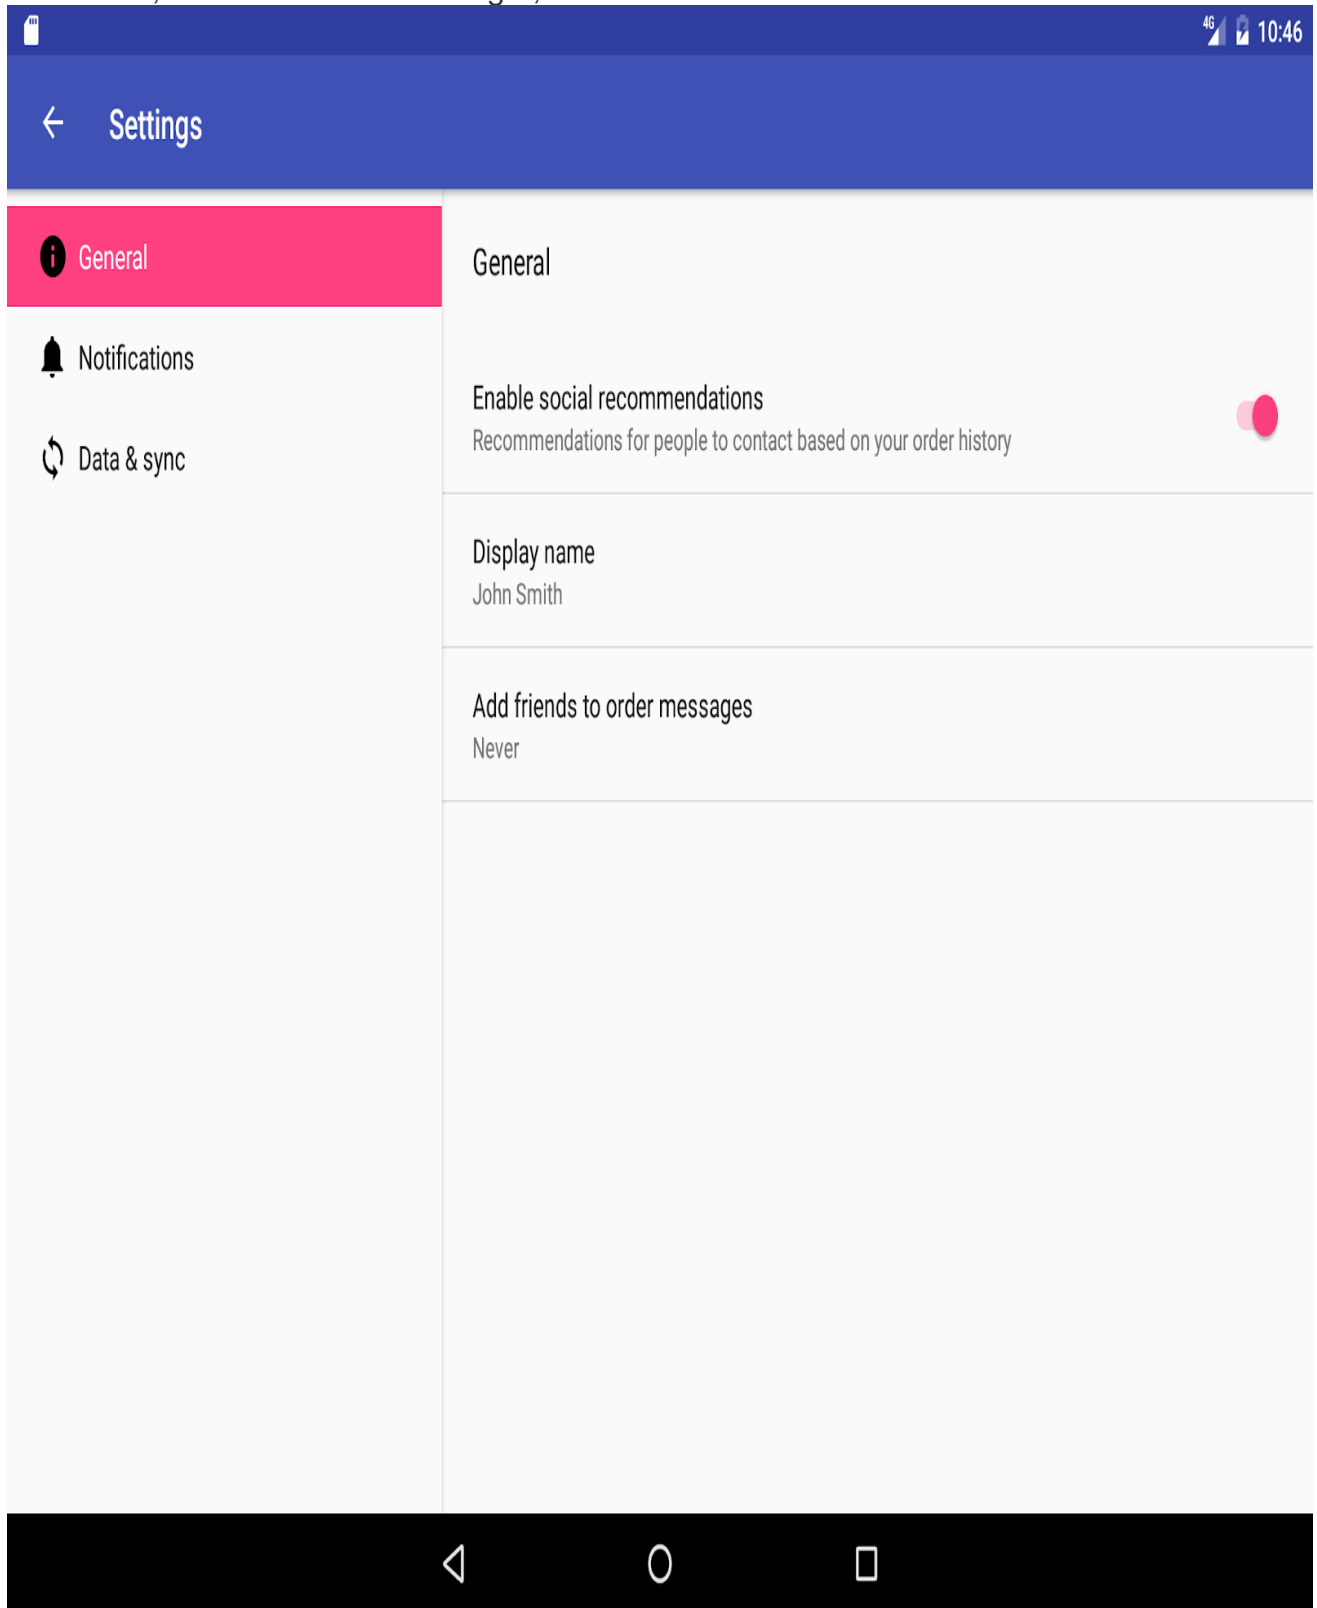 4G 10:46
Settings
General
Notifications
Data & sync
General
Enable social recommendations
Recommendations for people to contact based on your order history
Display name
John Smith
Add friends to order messages
Never